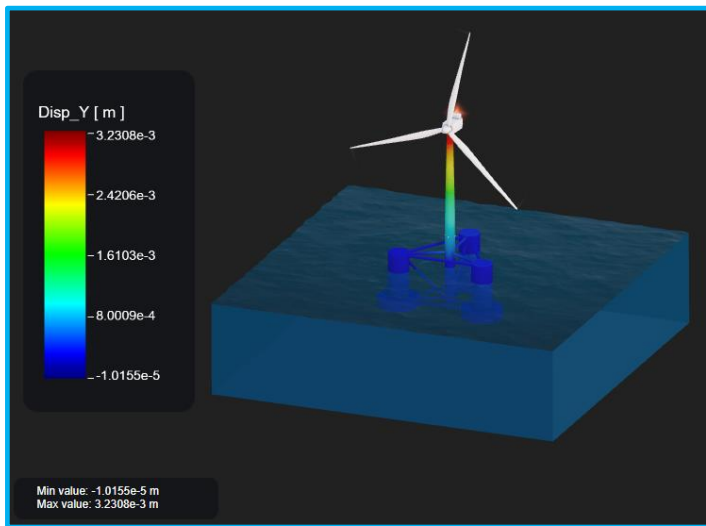 Disp_Y [ m ]
3.2308e-3
2.4206e-3
1.6103e-3
8.0009e-4
-1.0155e-5
Min value: -1.0155e-5 m
Max value: 3.2308e-3 m